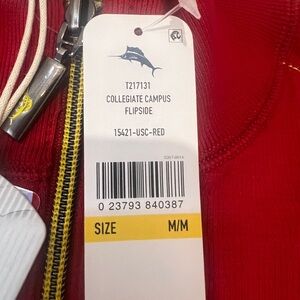 T217131
COLLEGIATE CAMPUS
FLIPSIDE
15421-USC-RED
0 23793 840387
SIZE M/M